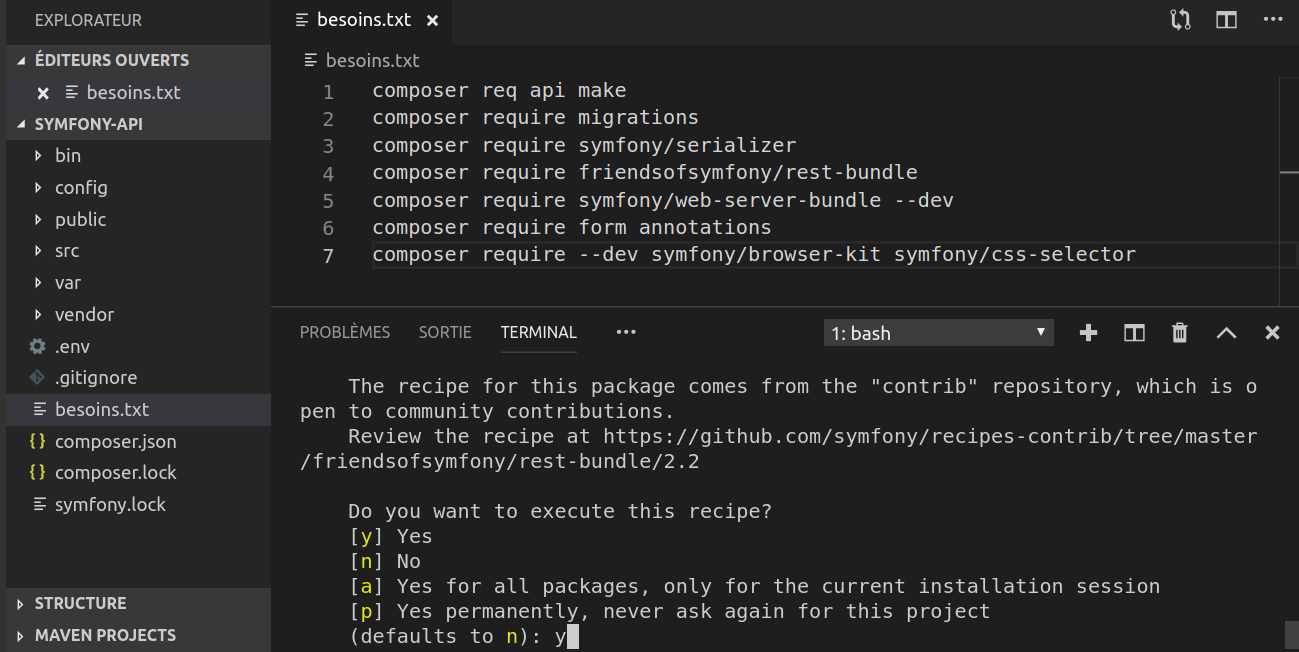 EXPLORATEUR
ÉDITEURS OUVERTS
besoins.txt
SYMFONY-API
bin
config
public
src
var
vendor
.env
.gitignore
besoins.txt
composer.json
composer.lock
symfony.lock
STRUCTURE
MAVEN PROJECTS
besoins.txt
besoins.txt
1 composer req api make
2 composer require migrations
3 composer require symfony/serializer
4 composer require friendsofsymfony/rest-bundle
5 composer require symfony/web-server-bundle --dev
6 composer require form annotations
7 composer require --dev symfony/browser-kit symfony/css-selector
PROBLÈMES SORTIE TERMINAL 1: bash
The recipe for this package comes from the "contrib" repository, which is o
pen to community contributions.
Review the recipe at https://github.com/symfony/recipes-contrib/tree/master
/friendsofsymfony/rest-bundle/2.2
Do you want to execute this recipe?
[y] Yes
[n] No
[a] Yes for all packages, only for the current installation session
[p] Yes permanently, never ask again for this project
(defaults to n): y